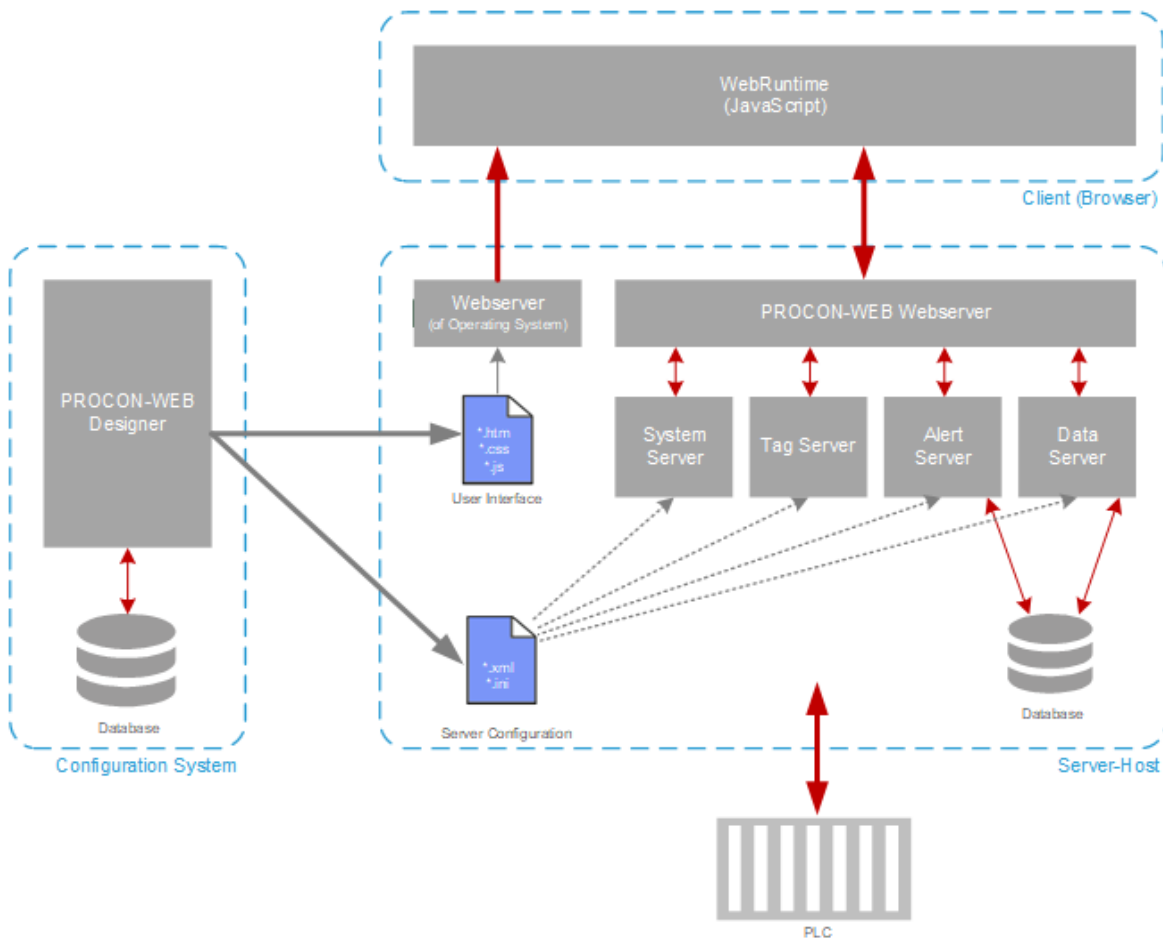 WebRuntime
(JavaScript)
Client (Browser)
PROCON-WEB
Designer
Database
Configuration System
Webserver
(of Operating System)
PROCON-WEB Webserver
*.htm
*.css
*.js
User Interface
System
Server
Tag Server
Alert
Server
Data
Server
*.xml
*.ini
Server Configuration
Database
Server-Host
PLC